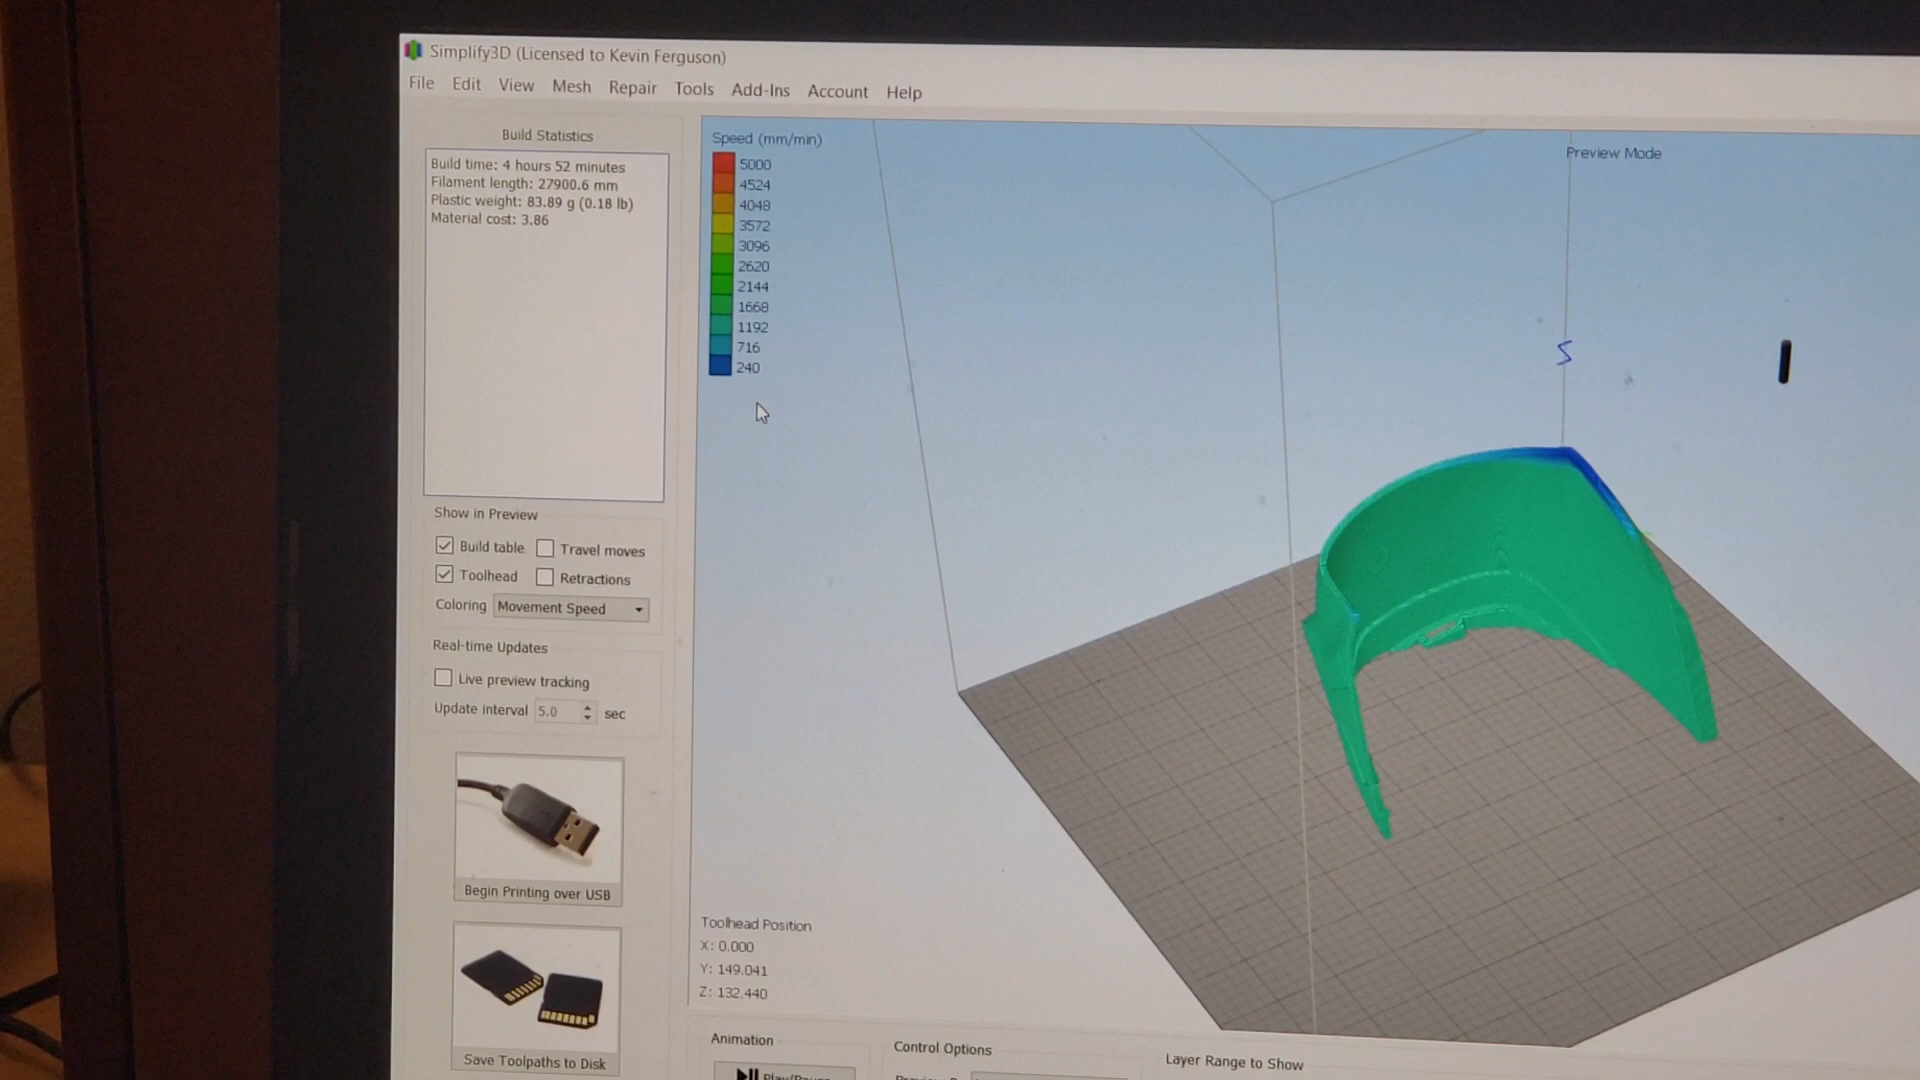 Simplify3D (Licensed to Kevin Ferguson)
File Edit View Mesh Repair Tools Add-Ins Account Help
Build Statistics
Build time: 4 hours 52 minutes
Filament length: 27900.6 mm
Plastic weight: 83.89 g (0.18 lb)
Material cost: 3.86
Speed (mm/min)
5000
4524
4048
3572
3096
2620
2144
1668
1192
716
240
Preview Mode
Show in Preview
Build table Travel moves
Toolhead Retractions
Coloring Movement Speed
Real-time Updates
Live preview tracking
Update interval 5.0 sec
Begin Printing over USB
Save Toolpaths to Disk
Toolhead Position
X: 0.000
Y: 149.041
Z: 132.440
Animation
Play/Pause
Control Options
Layer Range to Show